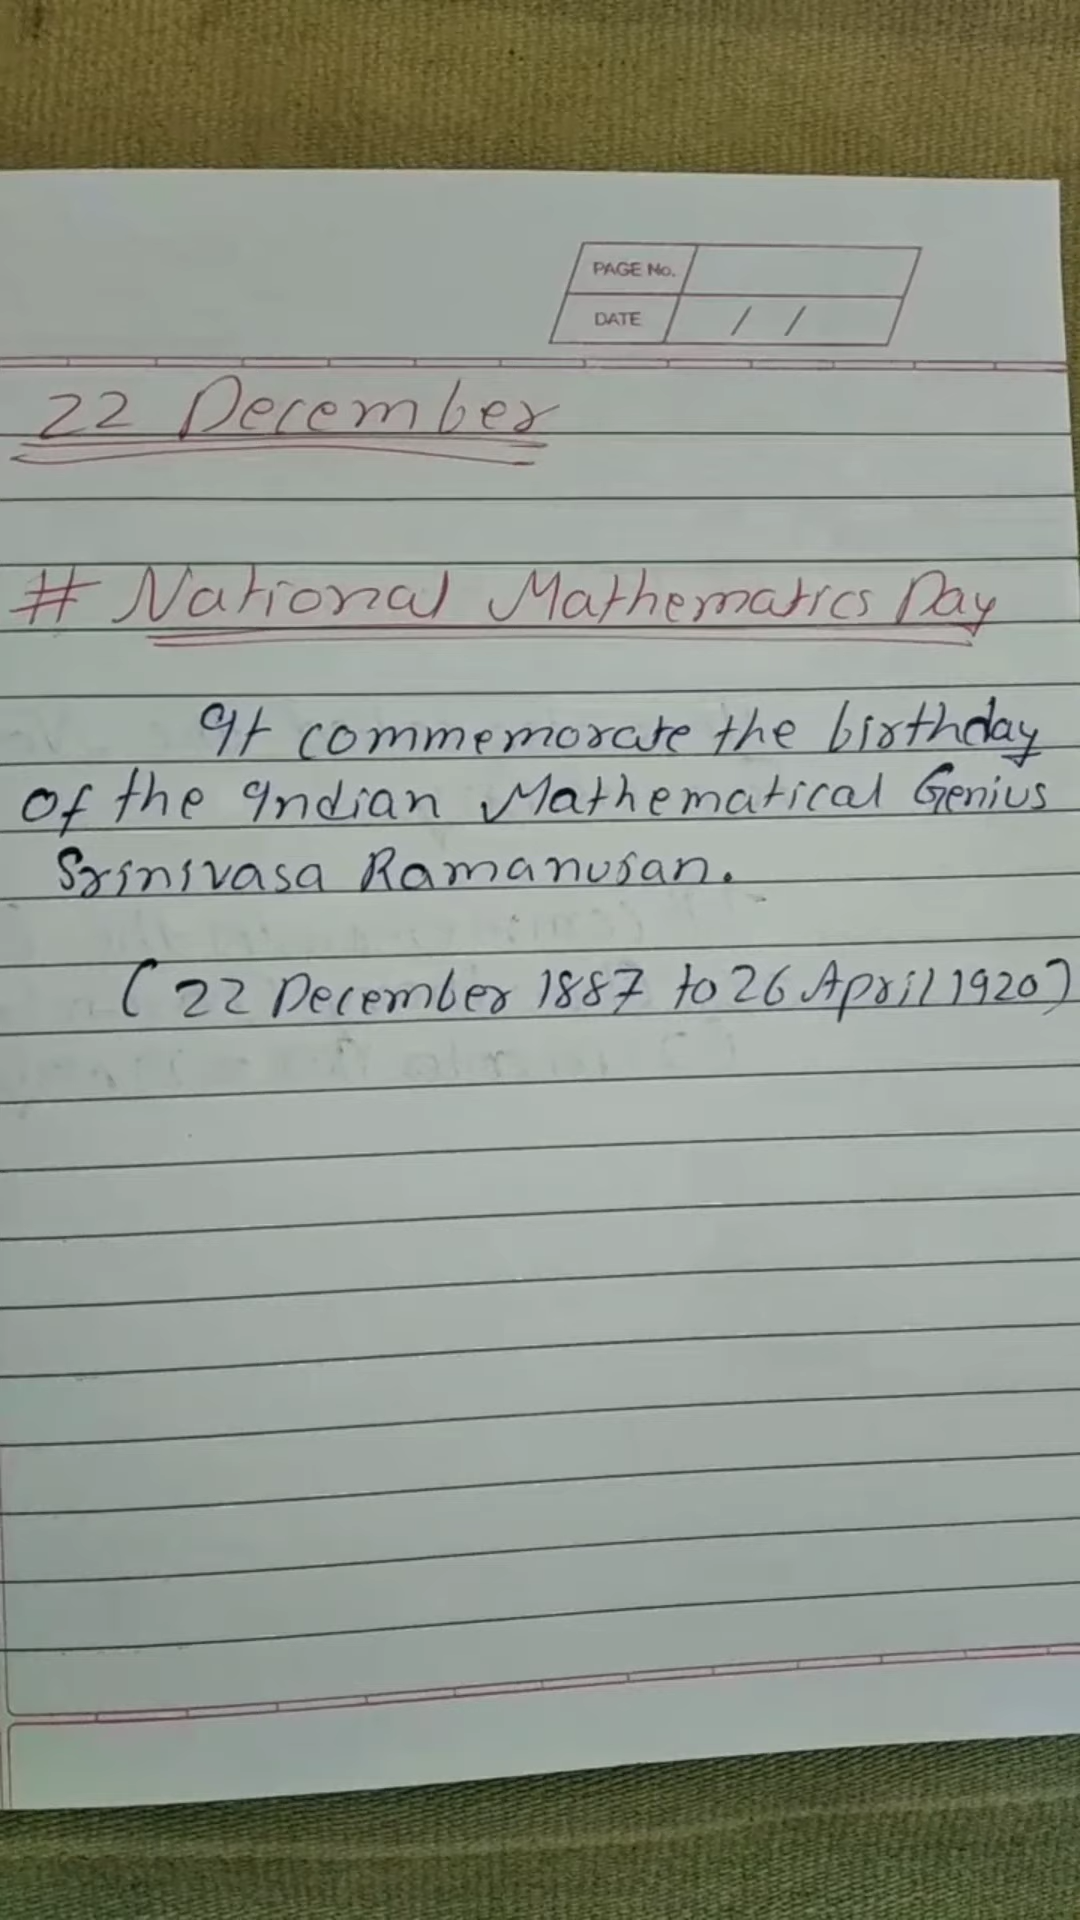 PAGE No.
DATE / /
22 December
# National Mathematics Day
It commemorate the birthday
of the Indian Mathematical Genius
Srinivasa Ramanujan.
(22 December 1887 to 26 April 1920)